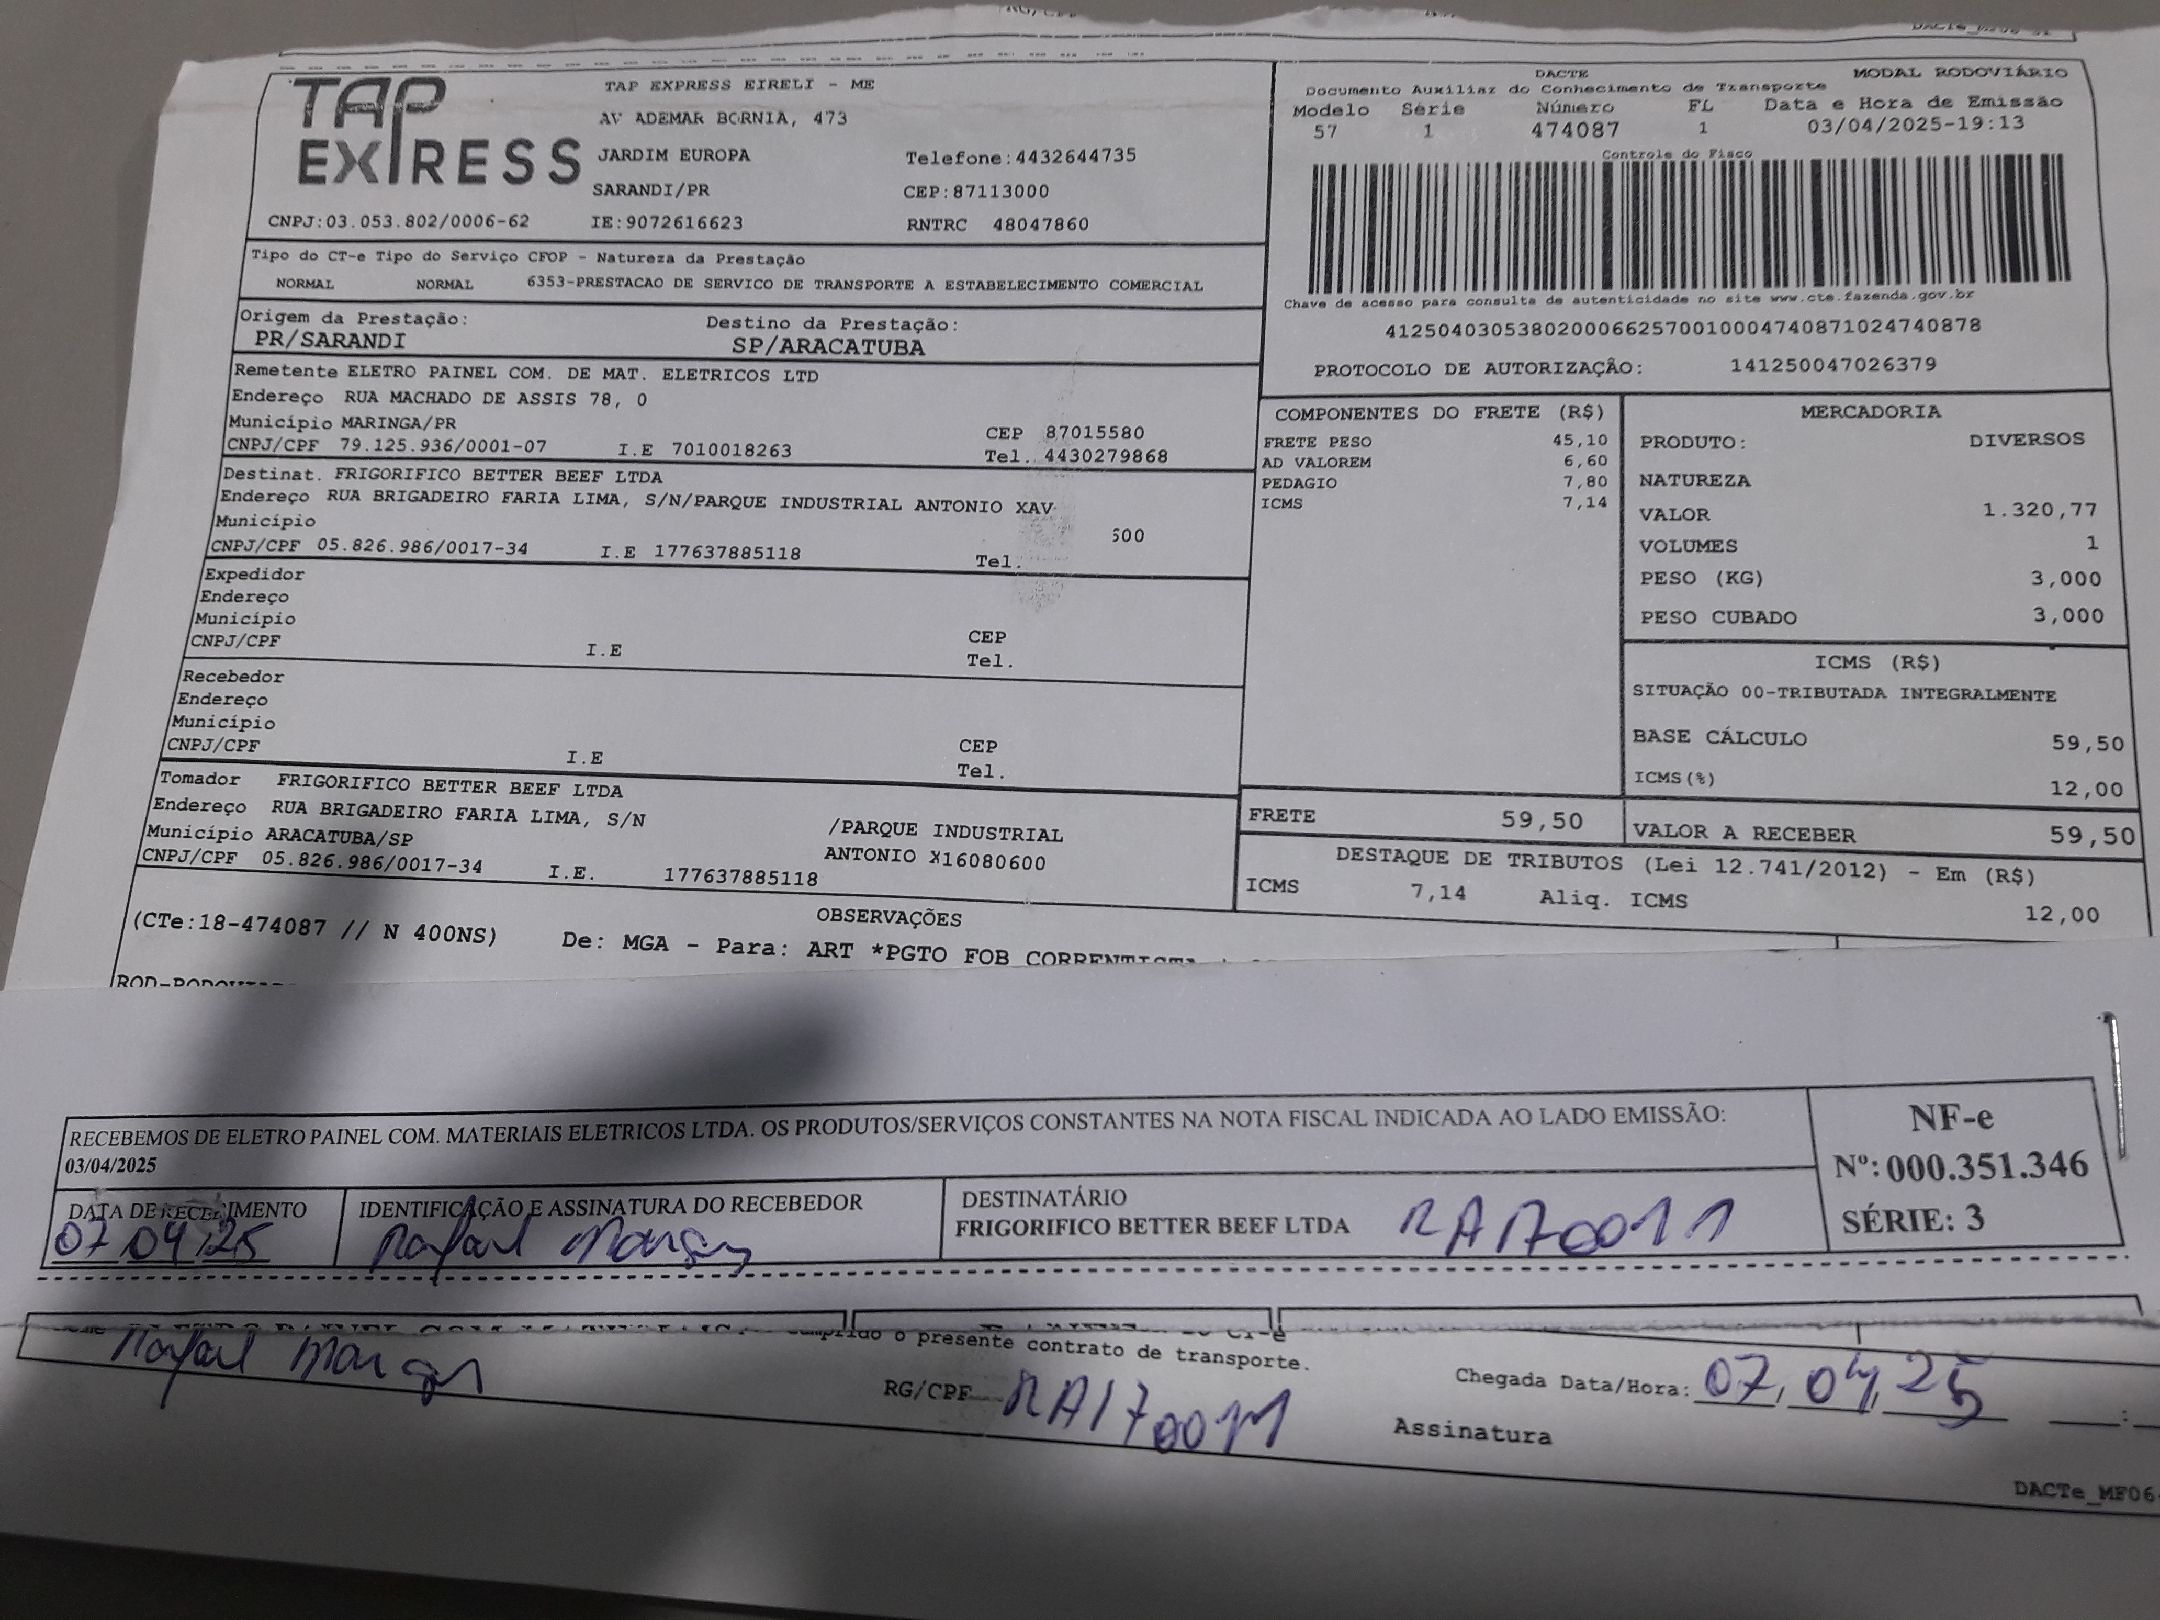 TAP EXPRESS
TAP EXPRESS EIRELI - ME
AV ADEMAR BORNIA, 473
JARDIM EUROPA Telefone:4432644735
SARANDI/PR CEP:87113000
CNPJ:03.053.802/0006-62 IE:9072616623 RNTRC 48047860
DACTE MODAL RODOVIÁRIO
Documento Auxiliar do Conhecimento de Transporte
Modelo Série Número FL Data e Hora de Emissão
57 1 474087 1 03/04/2025-19:13
Controle do Fisco
Chave de acesso para consulta de autenticidade no site www.cte.fazenda.gov.br
41250403053802000662570010004740871024740878
PROTOCOLO DE AUTORIZAÇÃO: 141250047026379
Tipo do CT-e Tipo do Serviço CFOP - Natureza da Prestação
NORMAL NORMAL 6353-PRESTACAO DE SERVICO DE TRANSPORTE A ESTABELECIMENTO COMERCIAL
Origem da Prestação: Destino da Prestação:
PR/SARANDI SP/ARACATUBA
Remetente ELETRO PAINEL COM. DE MAT. ELETRICOS LTD
Endereço RUA MACHADO DE ASSIS 78, 0
Município MARINGA/PR CEP 87015580
CNPJ/CPF 79.125.936/0001-07 I.E 7010018263 Tel. 4430279868
Destinat. FRIGORIFICO BETTER BEEF LTDA
Endereço RUA BRIGADEIRO FARIA LIMA, S/N/PARQUE INDUSTRIAL ANTONIO XAV
Município 600
CNPJ/CPF 05.826.986/0017-34 I.E 177637885118 Tel.
Expedidor
Endereço
Município CEP
CNPJ/CPF I.E Tel.
Recebedor
Endereço
Município CEP
CNPJ/CPF I.E Tel.
Tomador FRIGORIFICO BETTER BEEF LTDA
Endereço RUA BRIGADEIRO FARIA LIMA, S/N /PARQUE INDUSTRIAL
Município ARACATUBA/SP ANTONIO X16080600
CNPJ/CPF 05.826.986/0017-34 I.E. 177637885118
COMPONENTES DO FRETE (R$)
FRETE PESO 45,10
AD VALOREM 6,60
PEDAGIO 7,80
ICMS 7,14
MERCADORIA
PRODUTO: DIVERSOS
NATUREZA
VALOR 1.320,77
VOLUMES 1
PESO (KG) 3,000
PESO CUBADO 3,000
ICMS (R$)
SITUAÇÃO 00-TRIBUTADA INTEGRALMENTE
BASE CÁLCULO 59,50
ICMS(%) 12,00
FRETE 59,50 VALOR A RECEBER 59,50
DESTAQUE DE TRIBUTOS (Lei 12.741/2012) - Em (R$)
ICMS 7,14 Aliq. ICMS 12,00
OBSERVAÇÕES
(CTe:18-474087 // N 400NS) De: MGA - Para: ART *PGTO FOB CORRENTISTA
RECEBEMOS DE ELETRO PAINEL COM. MATERIAIS ELETRICOS LTDA. OS PRODUTOS/SERVIÇOS CONSTANTES NA NOTA FISCAL INDICADA AO LADO EMISSÃO:
03/04/2025
NF-e
Nº: 000.351.346
SÉRIE: 3
DATA DE RECEBIMENTO IDENTIFICAÇÃO E ASSINATURA DO RECEBEDOR DESTINATÁRIO
07 04 25 Rafael FRIGORIFICO BETTER BEEF LTDA RA170011
cumprido o presente contrato de transporte.
Rafael RG/CPF RA170011 Chegada Data/Hora: 07, 04, 25 :
Assinatura
DACTe_MF06